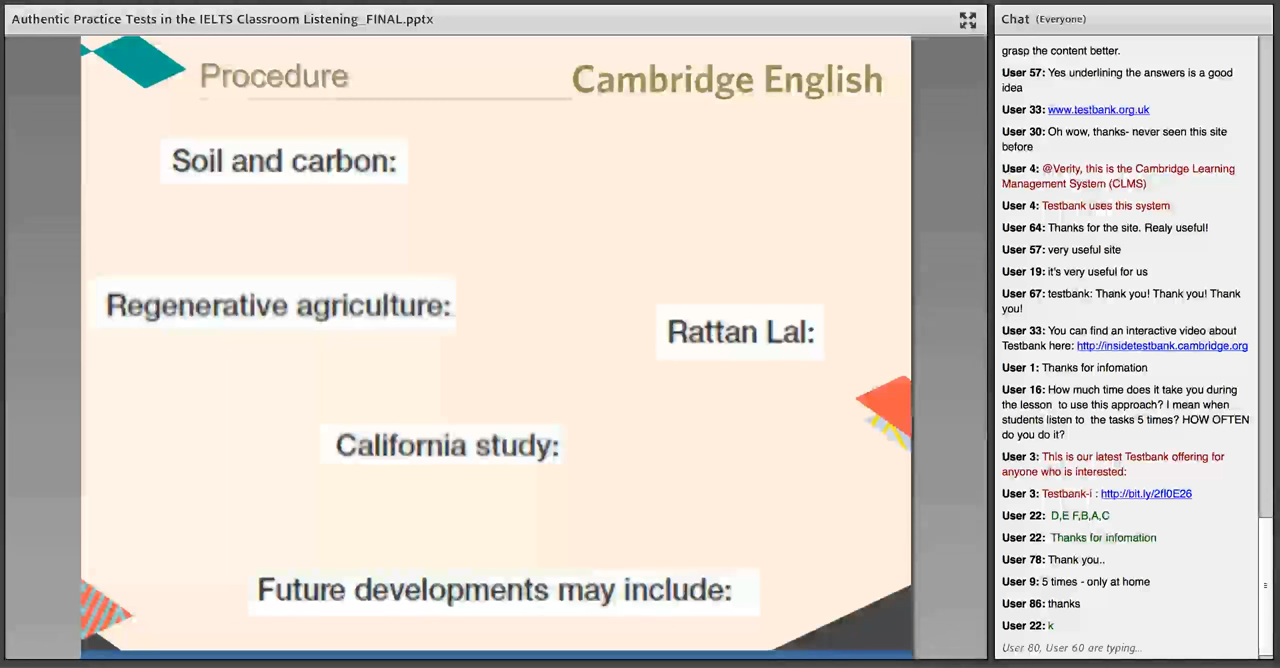 Authentic Practice Tests in the IELTS Classroom Listening_FINAL.pptx
Procedure
Cambridge English
Soil and carbon:
Regenerative agriculture:
Rattan Lal:
California study:
Future developments may include:
Chat (Everyone)
grasp the content better.
User 57: Yes underlining the answers is a good
idea
User 33: www.testbank.org.uk
User 30: Oh wow, thanks- never seen this site
before
User 4: @Verity, this is the Cambridge Learning
Management System (CLMS)
User 4: Testbank uses this system
User 64: Thanks for the site. Realy useful!
User 57: very useful site
User 19: it's very useful for us
User 67: testbank: Thank you! Thank you! Thank
you!
User 33: You can find an interactive video about
Testbank here: http://insidetestbank.cambridge.org
User 1: Thanks for infomation
User 16: How much time does it take you during
the lesson to use this approach? I mean when
students listen to the tasks 5 times? HOW OFTEN
do you do it?
User 3: This is our latest Testbank offering for
anyone who is interested:
User 3: Testbank-i : http://bit.ly/2fI0E26
User 22: D,E F,B,A,C
User 22: Thanks for infomation
User 78: Thank you..
User 9: 5 times - only at home
User 86: thanks
User 22: k
User 80, User 60 are typing...